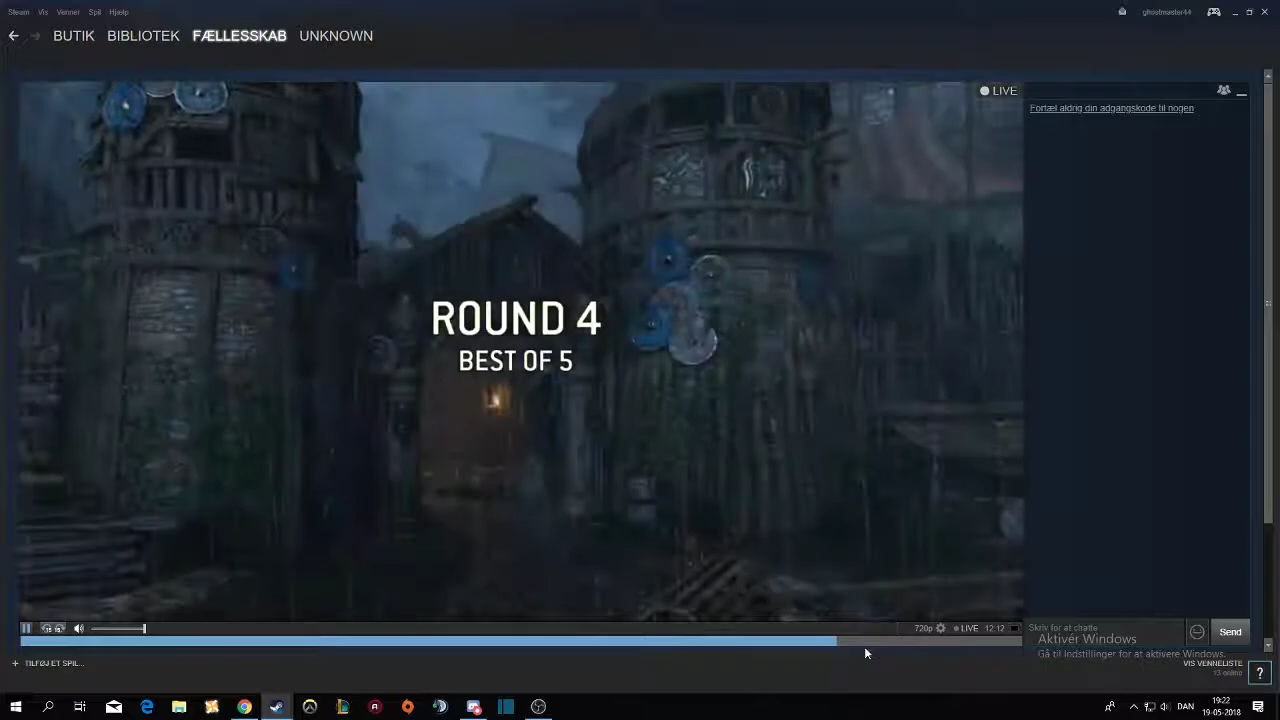 Steam Vis Venner Spil Hjælp
ghostmaster44
BUTIK BIBLIOTEK FÆLLESSKAB UNKNOWN
LIVE
Fortæl aldrig din adgangskode til nogen
ROUND 4
BEST OF 5
720p LIVE 12:12
Skriv for at chatte
Send
Aktivér Windows
Gå til Indstillinger for at aktivere Windows.
+ TILFØJ ET SPIL...
VIS VENNELISTE
13 online
?
DAN
19:22
19-05-2018